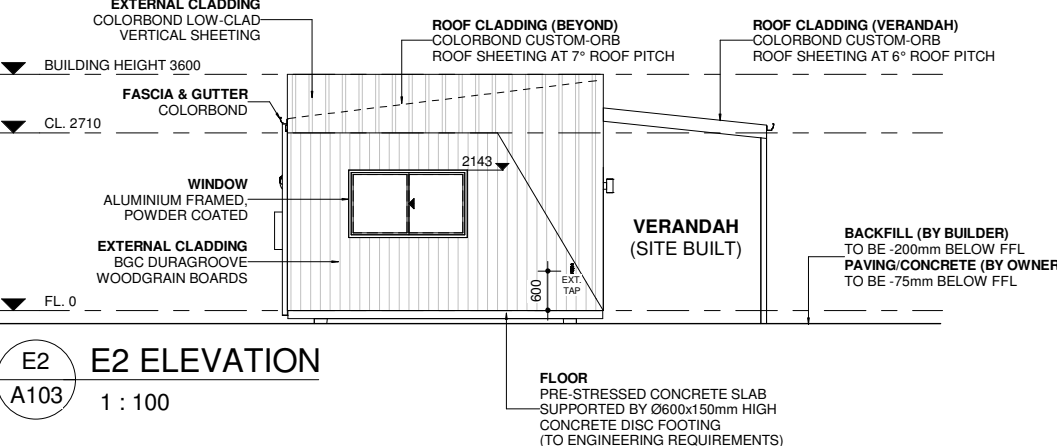 EXTERNAL CLADDING
COLORBOND LOW-CLAD
VERTICAL SHEETING
ROOF CLADDING (BEYOND)
COLORBOND CUSTOM-ORB
ROOF SHEETING AT 7° ROOF PITCH
ROOF CLADDING (VERANDAH)
COLORBOND CUSTOM-ORB
ROOF SHEETING AT 6° ROOF PITCH
BUILDING HEIGHT 3600
FASCIA & GUTTER
COLORBOND
CL. 2710
2143
WINDOW
ALUMINIUM FRAMED,
POWDER COATED
VERANDAH
(SITE BUILT)
EXTERNAL CLADDING
BGC DURAGROOVE
WOODGRAIN BOARDS
BACKFILL (BY BUILDER)
TO BE -200mm BELOW FFL
PAVING/CONCRETE (BY OWNER
TO BE -75mm BELOW FFL
600
EXT.
TAP
FL. 0
E2
A103
E2 ELEVATION
1 : 100
FLOOR
PRE-STRESSED CONCRETE SLAB
SUPPORTED BY Ø600x150mm HIGH
CONCRETE DISC FOOTING
(TO ENGINEERING REQUIREMENTS)